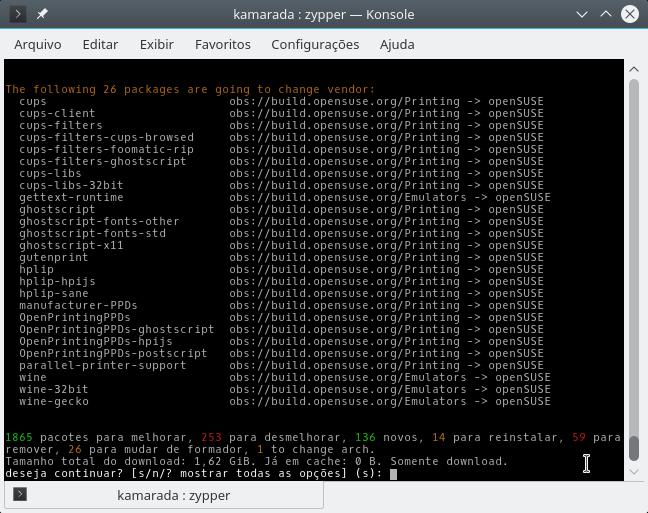 kamarada : zypper — Konsole
Arquivo Editar Exibir Favoritos Configurações Ajuda
The following 26 packages are going to change vendor:
cups obs://build.opensuse.org/Printing -> openSUSE
cups-client obs://build.opensuse.org/Printing -> openSUSE
cups-filters obs://build.opensuse.org/Printing -> openSUSE
cups-filters-cups-browsed obs://build.opensuse.org/Printing -> openSUSE
cups-filters-foomatic-rip obs://build.opensuse.org/Printing -> openSUSE
cups-filters-ghostscript obs://build.opensuse.org/Printing -> openSUSE
cups-libs obs://build.opensuse.org/Printing -> openSUSE
cups-libs-32bit obs://build.opensuse.org/Printing -> openSUSE
gettext-runtime obs://build.opensuse.org/Emulators -> openSUSE
ghostscript obs://build.opensuse.org/Printing -> openSUSE
ghostscript-fonts-other obs://build.opensuse.org/Printing -> openSUSE
ghostscript-fonts-std obs://build.opensuse.org/Printing -> openSUSE
ghostscript-x11 obs://build.opensuse.org/Printing -> openSUSE
gutenprint obs://build.opensuse.org/Printing -> openSUSE
hplip obs://build.opensuse.org/Printing -> openSUSE
hplip-hpijs obs://build.opensuse.org/Printing -> openSUSE
hplip-sane obs://build.opensuse.org/Printing -> openSUSE
manufacturer-PPDs obs://build.opensuse.org/Printing -> openSUSE
OpenPrintingPPDs obs://build.opensuse.org/Printing -> openSUSE
OpenPrintingPPDs-ghostscript obs://build.opensuse.org/Printing -> openSUSE
OpenPrintingPPDs-hpijs obs://build.opensuse.org/Printing -> openSUSE
OpenPrintingPPDs-postscript obs://build.opensuse.org/Printing -> openSUSE
parallel-printer-support obs://build.opensuse.org/Printing -> openSUSE
wine obs://build.opensuse.org/Emulators -> openSUSE
wine-32bit obs://build.opensuse.org/Emulators -> openSUSE
wine-gecko obs://build.opensuse.org/Emulators -> openSUSE
1865 pacotes para melhorar, 253 para desmelhorar, 136 novos, 14 para reinstalar, 59 para
remover, 26 para mudar de formador, 1 to change arch.
Tamanho total do download: 1,62 GiB. Já em cache: 0 B. Somente download.
deseja continuar? [s/n/? mostrar todas as opções] (s):
kamarada : zypper